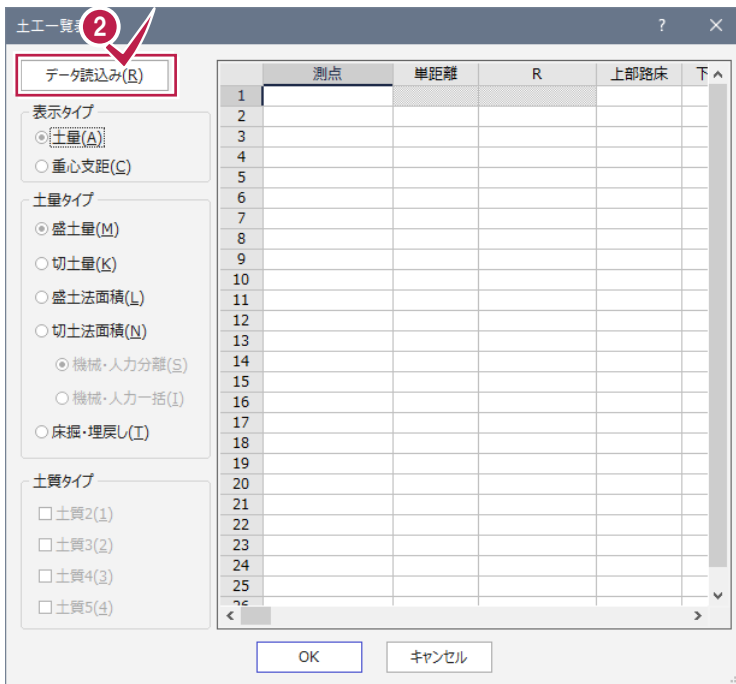 土工一覧表
2
? ×
データ読込み(R)
表示タイプ
土量(A)
重心支距(C)
土量タイプ
盛土量(M)
切土量(K)
盛土法面積(L)
切土法面積(N)
機械・人力分離(S)
機械・人力一括(I)
床掘・埋戻し(T)
土質タイプ
土質2(1)
土質3(2)
土質4(3)
土質5(4)
測点 単距離 R 上部路床 下
1
2
3
4
5
6
7
8
9
10
11
12
13
14
15
16
17
18
19
20
21
22
23
24
25
26
OK キャンセル